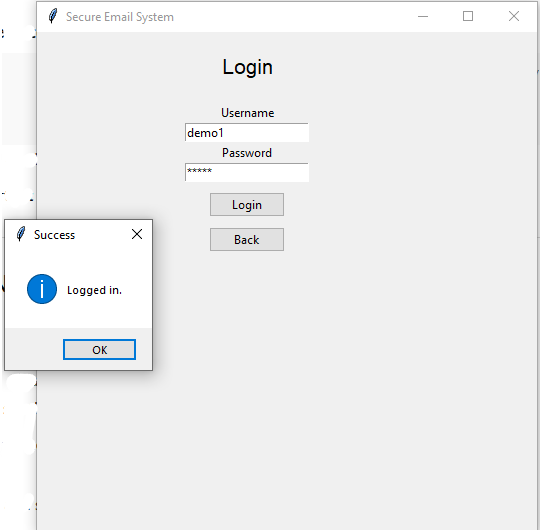 Secure Email System
Login
Username
demo1
Password
*****
Login
Back
Success
Logged in.
OK